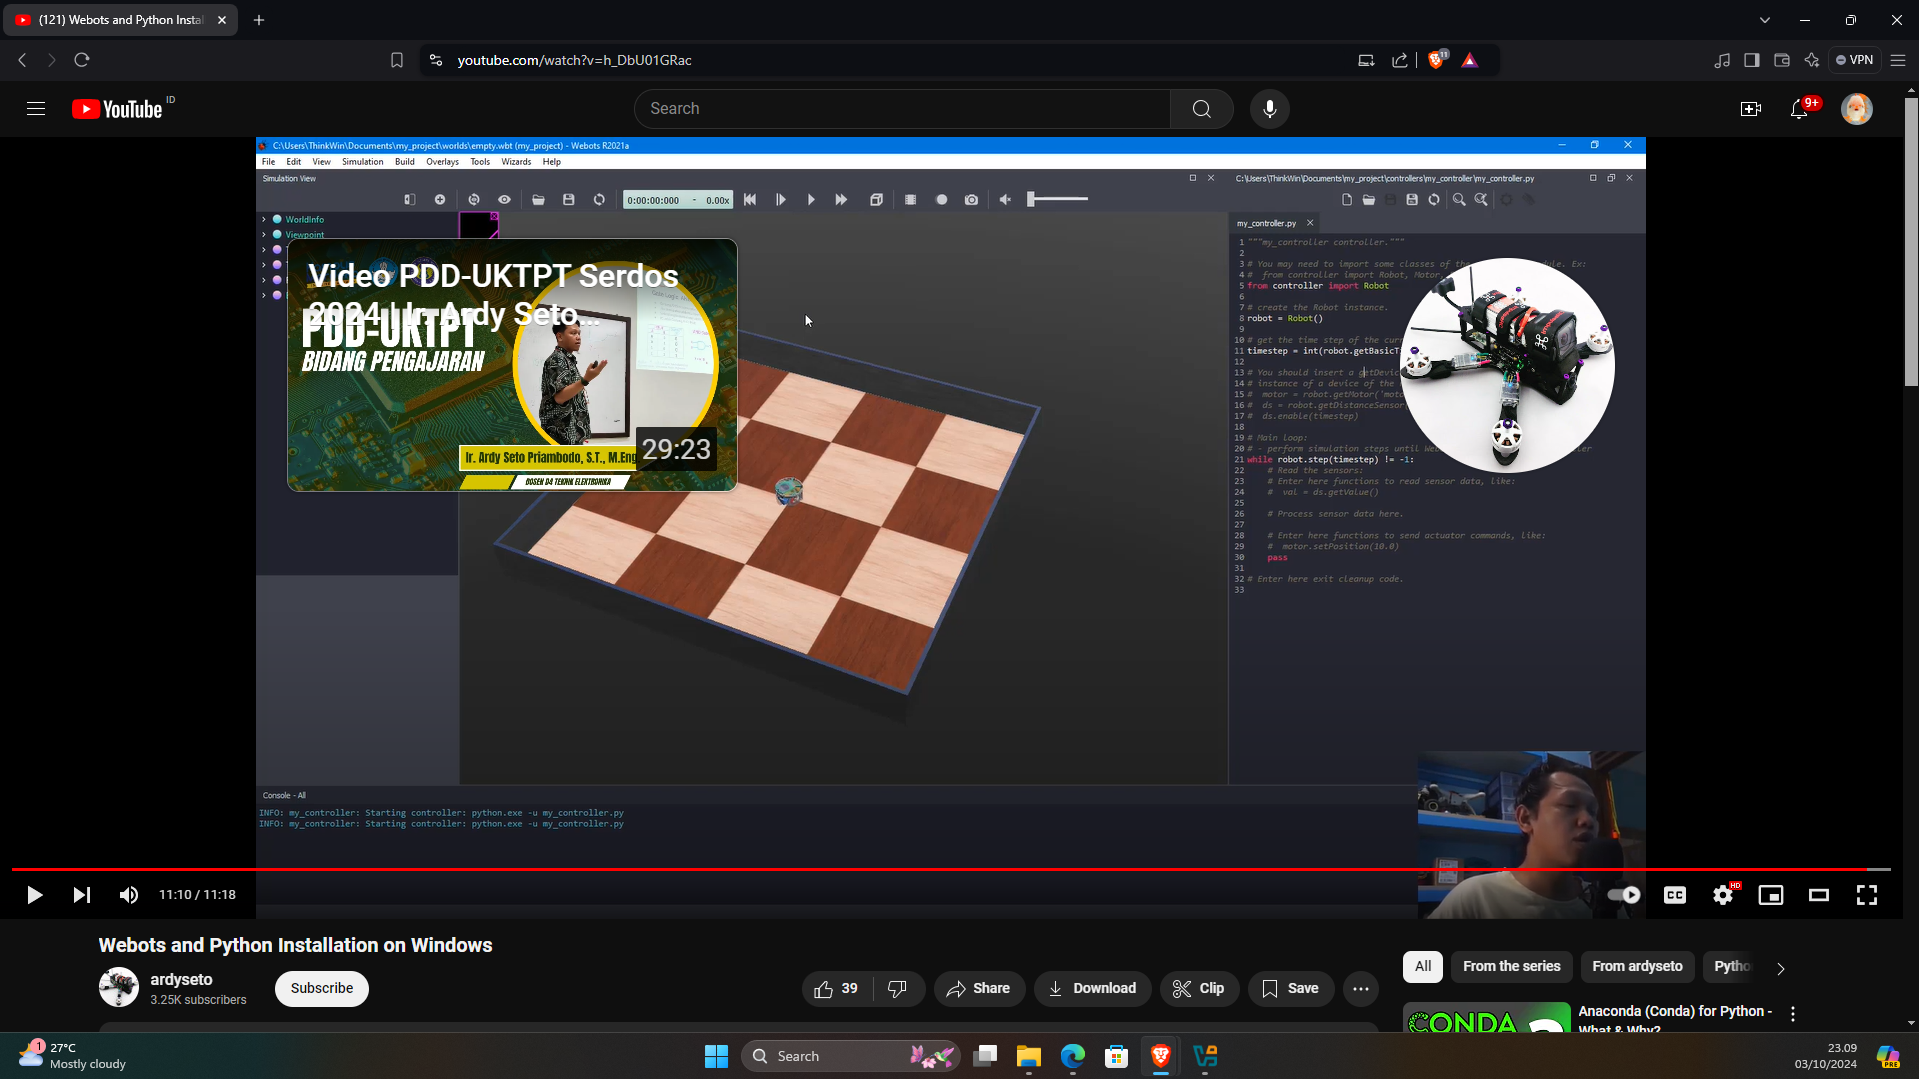 (121) Webots and Python Insta
youtube.com/watch?v=h_DbU01GRac
11
VPN
YouTube ID
Search
9+
C:\Users\ThinkWin\Documents\my_project\worlds\empty.wbt (my_project) - Webots R2021a
File Edit View Simulation Build Overlays Tools Wizards Help
Simulation View
C:\Users\ThinkWin\Documents\my_project\controllers\my_controller\my_controller.py
0:00:00:000 - 0.00x
WorldInfo
Viewpoint
my_controller.py
1 """my_controller controller."""
2
3 # You may need to import some classes of the dule. Ex:
4 # from controller import Robot, Motor,
5 from controller import Robot
6
7 # create the Robot instance.
8 robot = Robot()
9
10 # get the time step of the cur
11 timestep = int(robot.getBasicT
12
13 # You should insert a getDevic
14 # instance of a device of the
15 # motor = robot.getMotor('moto
16 # ds = robot.getDistanceSensor
17 # ds.enable(timestep)
18
19 # Main loop:
20 # - perform simulation steps until Web ller
21 while robot.step(timestep) != -1:
22 # Read the sensors:
23 # Enter here functions to read sensor data, like:
24 # val = ds.getValue()
25
26 # Process sensor data here.
27
28 # Enter here functions to send actuator commands, like:
29 # motor.setPosition(10.0)
30 pass
31
32 # Enter here exit cleanup code.
33
Video PDD-UKTPT Serdos
2024 | Ir. Ardy Seto...
PDD-UKTPT
BIDANG PENGAJARAN
29:23
Ir. Ardy Seto Priambodo, S.T., M.Eng
DOSEN D4 TEKNIK ELEKTRONIKA
Console - All
INFO: my_controller: Starting controller: python.exe -u my_controller.py
INFO: my_controller: Starting controller: python.exe -u my_controller.py
11:10 / 11:18
CC
HD
Webots and Python Installation on Windows
ardyseto
3.25K subscribers
Subscribe
39
Share
Download
Clip
Save
All
From the series
From ardyseto
Pytho
CONDA
Anaconda (Conda) for Python -
What & Why?
1
27°C
Mostly cloudy
Search
23.09
03/10/2024
PRE